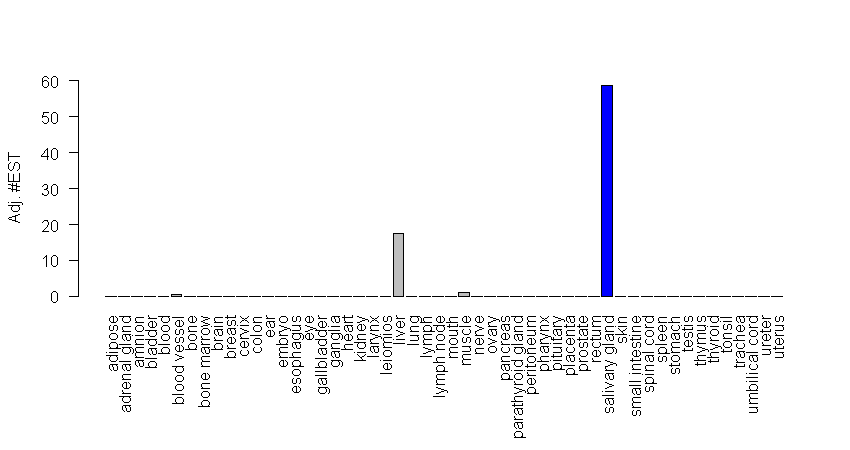 Adj. #EST
60
50
40
30
20
10
0
adipose
adrenal gland
amnion
bladder
blood
blood vessel
bone
bone marrow
brain
breast
cervix
colon
ear
embryo
esophagus
eye
gallbladder
ganglia
heart
kidney
larynx
leiomios
liver
lung
lymph
lymph node
mouth
muscle
nerve
ovary
pancreas
parathyroid gland
peritoneum
pharynx
pituitary
placenta
prostate
rectum
salivary gland
skin
small intestine
spinal cord
spleen
stomach
testis
thymus
thyroid
tonsil
trachea
umbilical cord
ureter
uterus